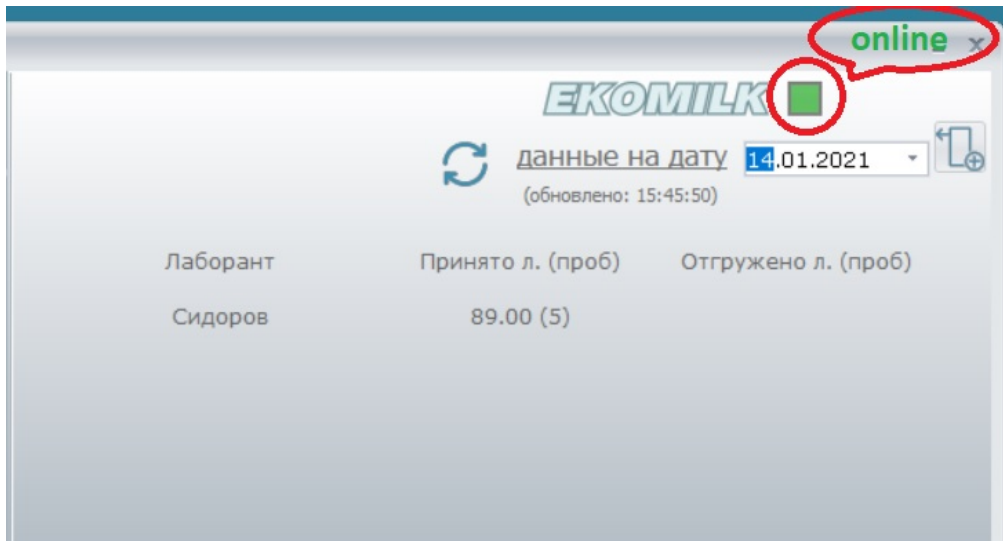 online x
EKOMILK
данные на дату 14.01.2021
(обновлено: 15:45:50)
Лаборант Принято л. (проб) Отгружено л. (проб)
Сидоров 89.00 (5)